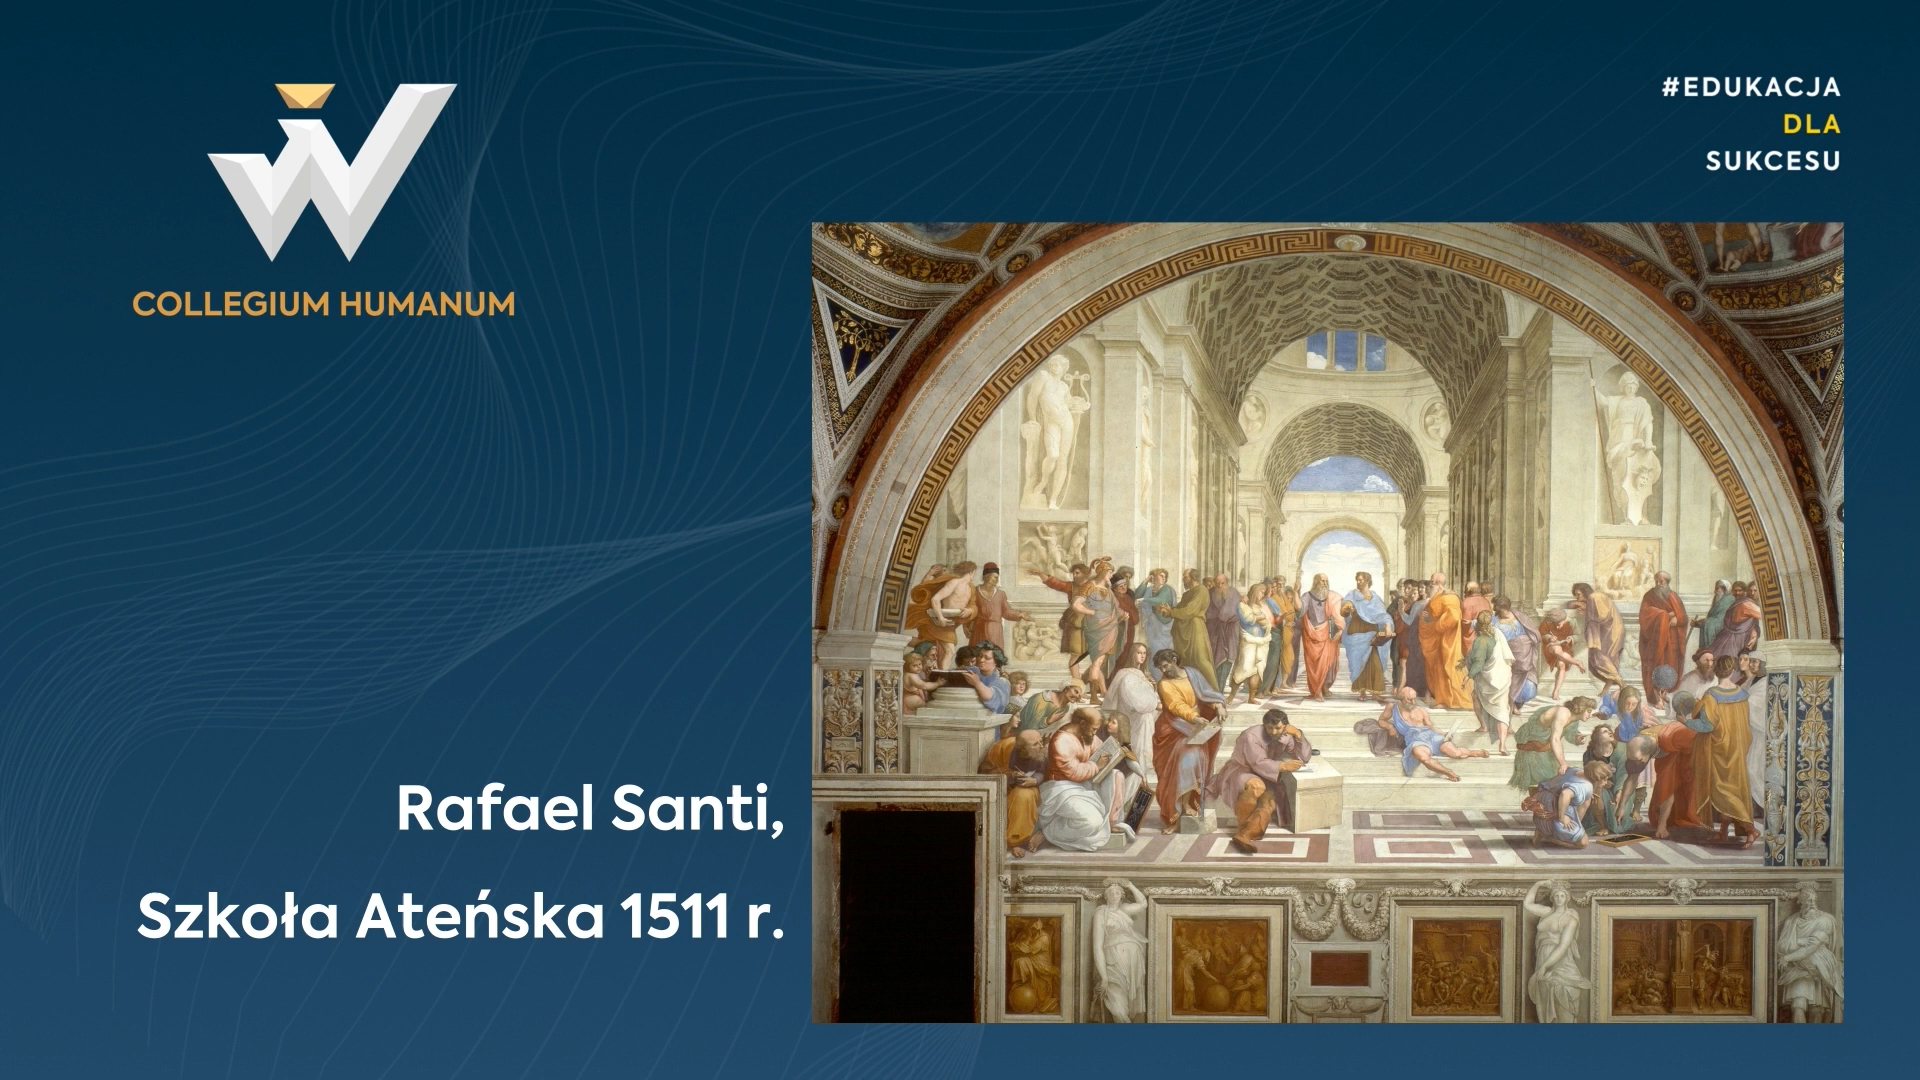 COLLEGIUM HUMANUM
#EDUKACJA
DLA
SUKCESU
Rafael Santi,
Szkoła Ateńska 1511 r.